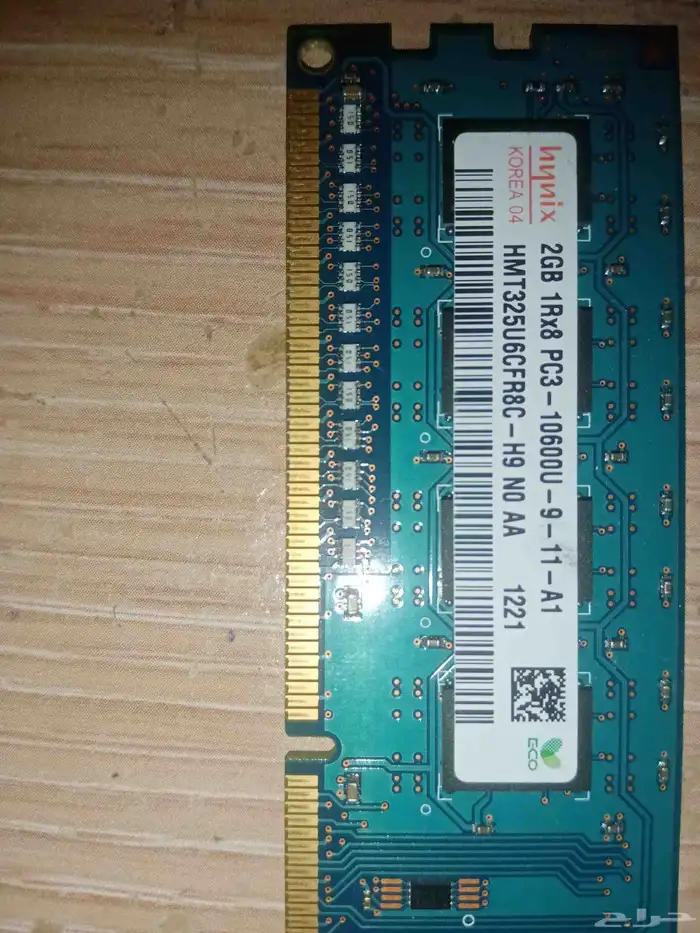 hynix
KOREA 04
2GB 1Rx8 PC3-10600U-9-11-A1
HMT325U6CFR8C-H9 N0 AA 1221
ECO
حراج